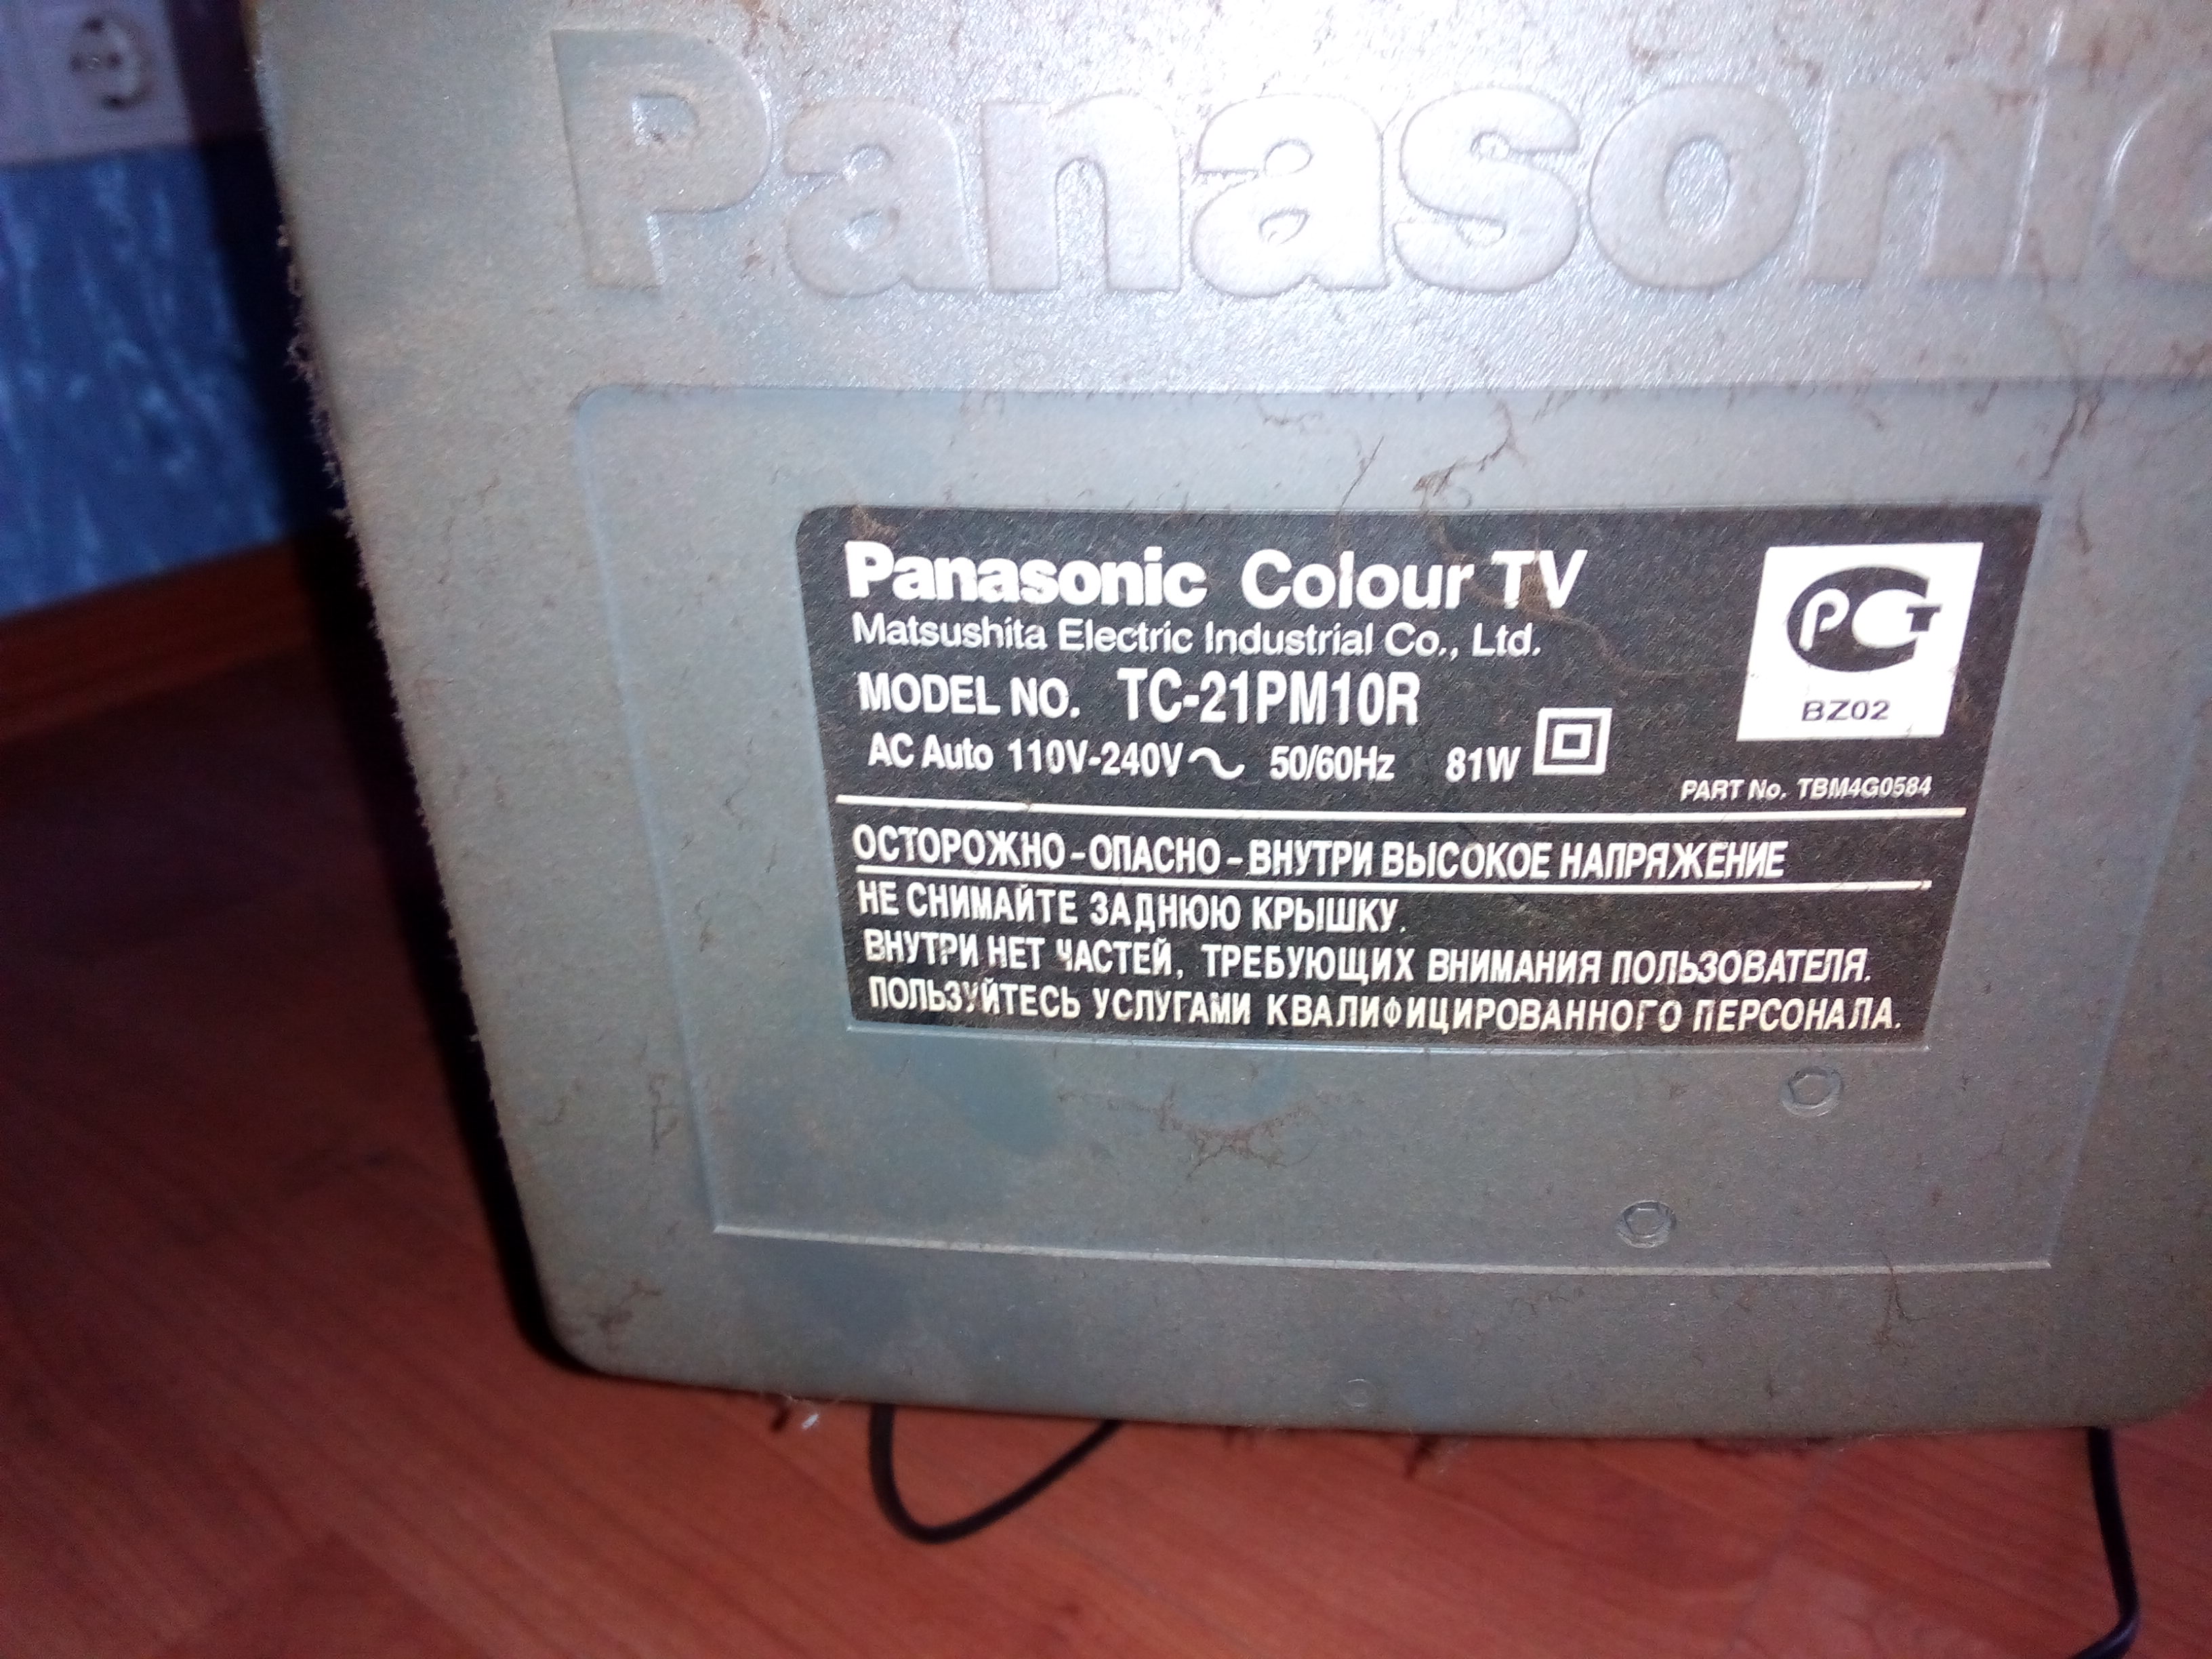 Panasonic
Panasonic Colour TV
Matsushita Electric Industrial Co., Ltd.
MODEL NO. TC-21PM10R
AC Auto 110V-240V~ 50/60Hz 81W
РСТ
BZ02
PART No. TBM4G0584
ОСТОРОЖНО-ОПАСНО-ВНУТРИ ВЫСОКОЕ НАПРЯЖЕНИЕ
НЕ СНИМАЙТЕ ЗАДНЮЮ КРЫШКУ.
ВНУТРИ НЕТ ЧАСТЕЙ, ТРЕБУЮЩИХ ВНИМАНИЯ ПОЛЬЗОВАТЕЛЯ.
ПОЛЬЗУЙТЕСЬ УСЛУГАМИ КВАЛИФИЦИРОВАННОГО ПЕРСОНАЛА.